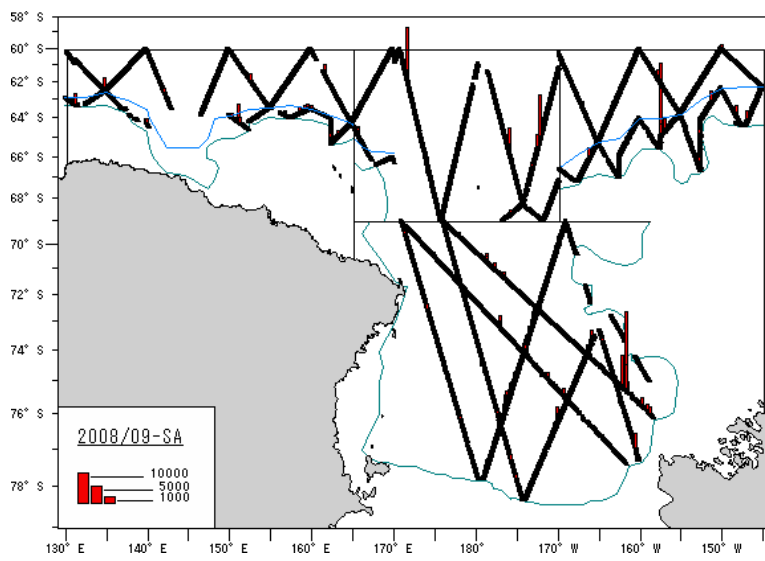 58° S
60° S
62° S
64° S
66° S
68° S
70° S
72° S
74° S
76° S
78° S
2008/09-SA
10000
5000
1000
130° E
140° E
150° E
160° E
170° E
180°
170° W
160° W
150° W